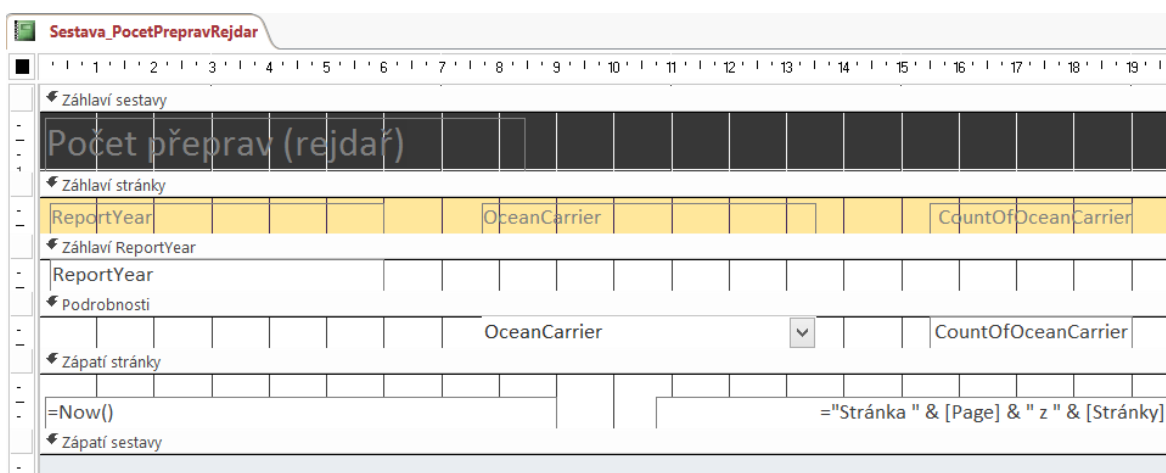 Sestava_PocetPrepravRejdar
1 2 3 4 5 6 7 8 9 10 11 12 13 14 15 16 17 18 19
Záhlaví sestavy
Počet přeprav (rejdař)
1
Záhlaví stránky
ReportYear OceanCarrier CountOfOceanCarrier
Záhlaví ReportYear
ReportYear
Podrobnosti
OceanCarrier CountOfOceanCarrier
Zápatí stránky
=Now() ="Stránka " & [Page] & " z " & [Stránky]
Zápatí sestavy